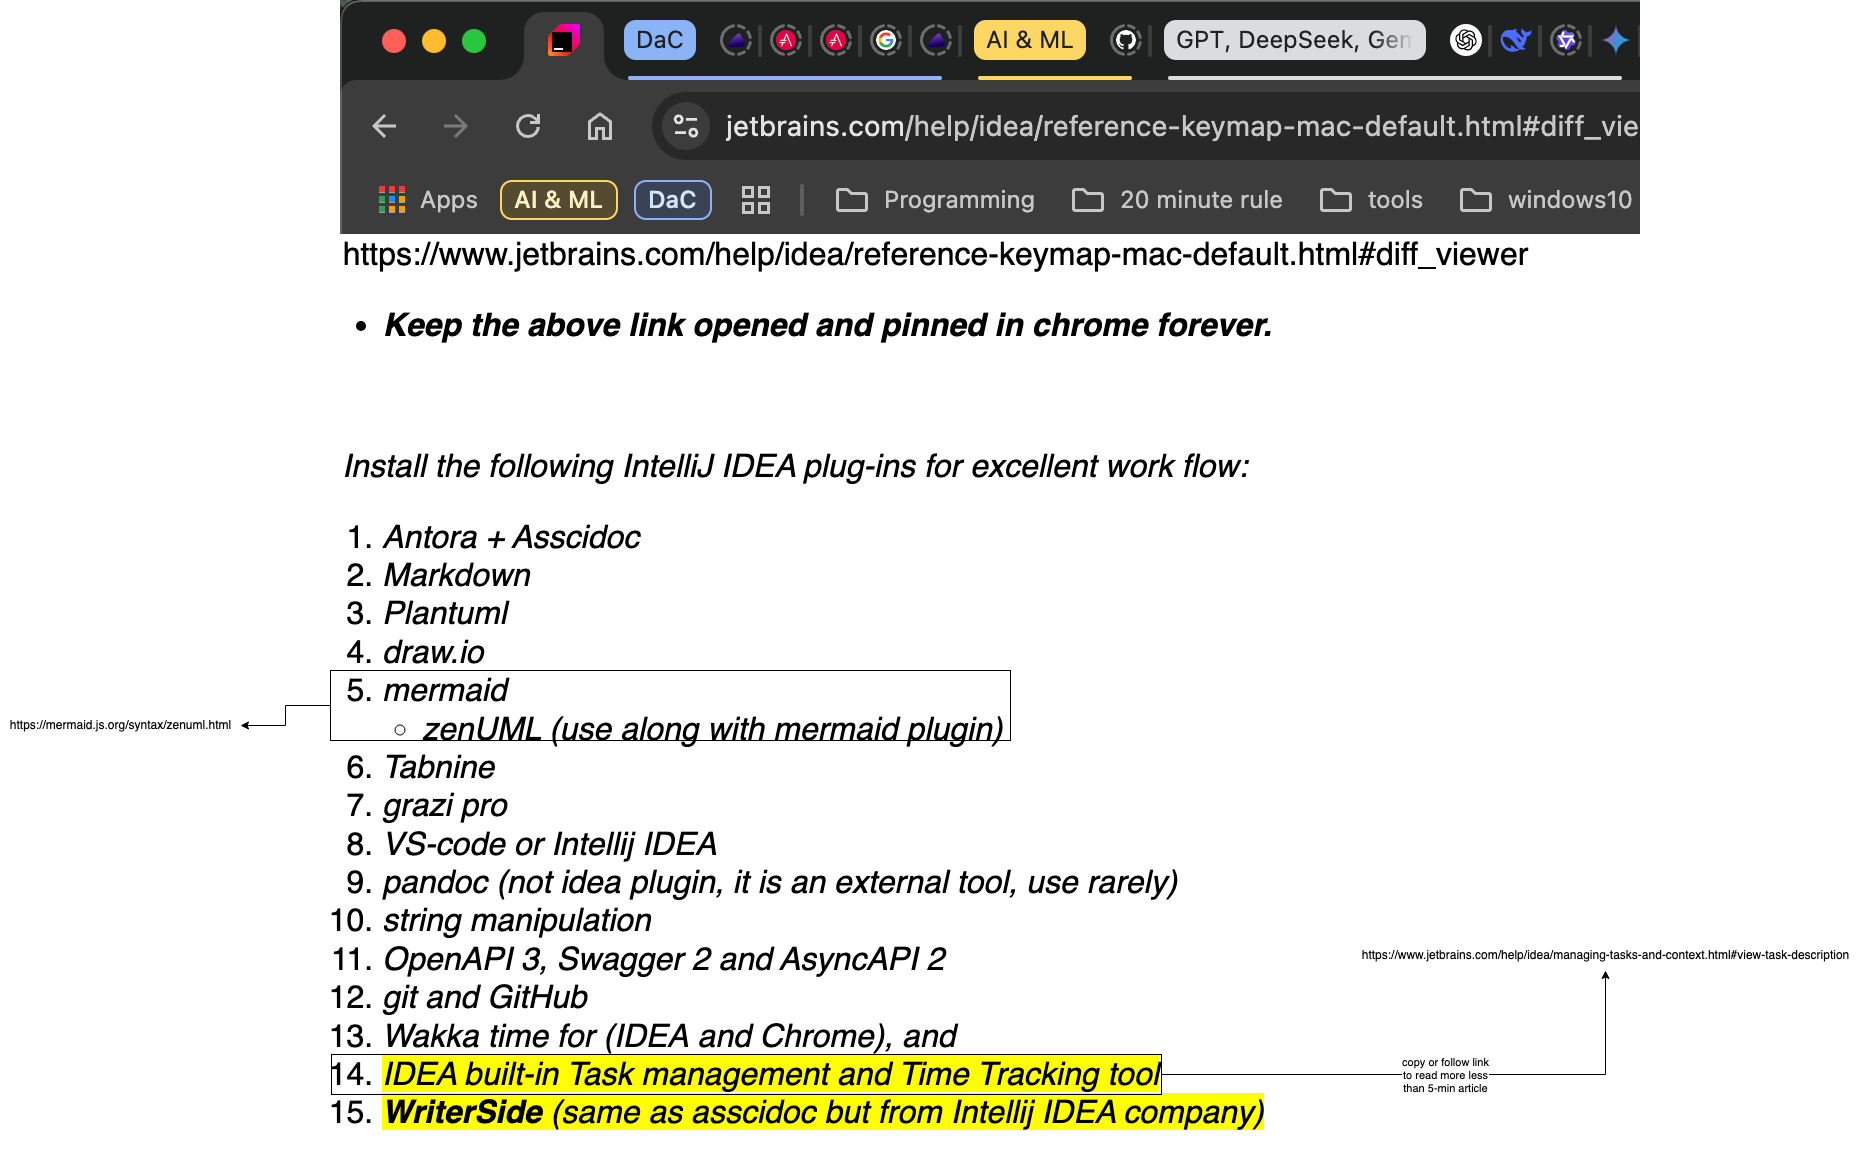 DaC
AI & ML
GPT, DeepSeek, Gen
jetbrains.com/help/idea/reference-keymap-mac-default.html#diff_vie
Apps
AI & ML
DaC
Programming
20 minute rule
tools
windows10
https://www.jetbrains.com/help/idea/reference-keymap-mac-default.html#diff_viewer
• Keep the above link opened and pinned in chrome forever.
Install the following IntelliJ IDEA plug-ins for excellent work flow:
1. Antora + Asscidoc
2. Markdown
3. Plantuml
4. draw.io
5. mermaid
○ zenUML (use along with mermaid plugin)
https://mermaid.js.org/syntax/zenuml.html
6. Tabnine
7. grazi pro
8. VS-code or Intellij IDEA
9. pandoc (not idea plugin, it is an external tool, use rarely)
10. string manipulation
11. OpenAPI 3, Swagger 2 and AsyncAPI 2
https://www.jetbrains.com/help/idea/managing-tasks-and-context.html#view-task-description
12. git and GitHub
13. Wakka time for (IDEA and Chrome), and
14. IDEA built-in Task management and Time Tracking tool
copy or follow link
to read more less
than 5-min article
15. WriterSide (same as asscidoc but from Intellij IDEA company)